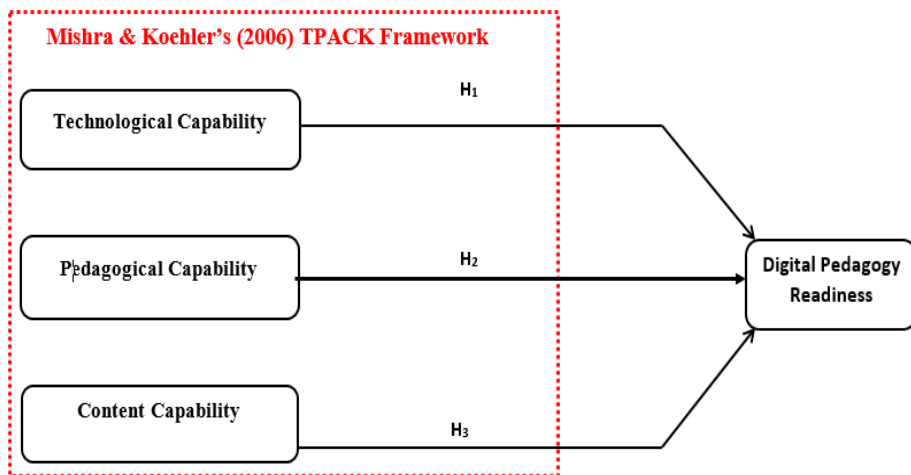 Mishra & Koehler's (2006) TPACK Framework
H₁
Technological Capability
H₂
Pedagogical Capability
Digital Pedagogy
Readiness
Content Capability
H₃